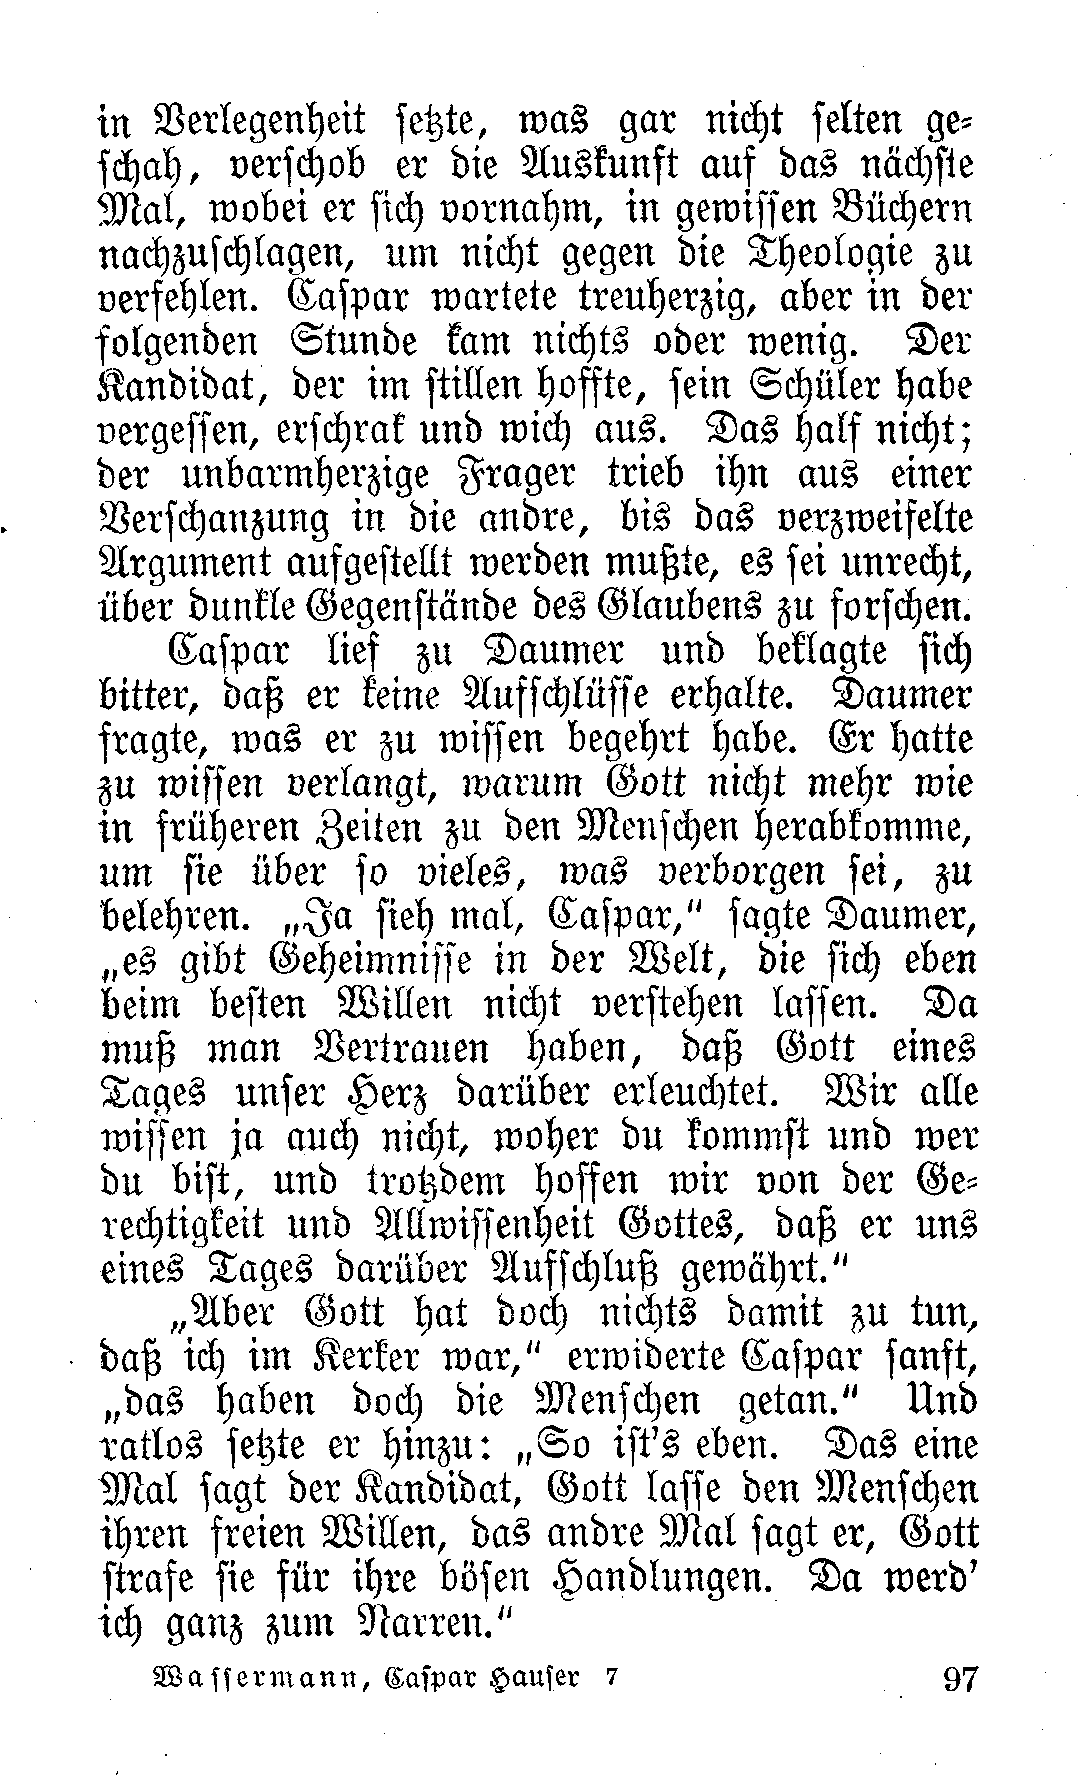 in Verlegenheit setzte, was gar nicht selten ge-
schah, verschob er die Auskunft auf das nächste
Mal, wobei er sich vornahm, in gewissen Büchern
nachzuschlagen, um nicht gegen die Theologie zu
verfehlen. Caspar wartete treuherzig, aber in der
folgenden Stunde kam nichts oder wenig. Der
Kandidat, der im stillen hoffte, sein Schüler habe
vergessen, erschrak und wich aus. Das half nicht;
der unbarmherzige Frager trieb ihn aus einer
Verschanzung in die andre, bis das verzweifelte
Argument aufgestellt werden mußte, es sei unrecht,
über dunkle Gegenstände des Glaubens zu forschen.
Caspar lief zu Daumer und beklagte sich
bitter, daß er keine Aufschlüsse erhalte. Daumer
fragte, was er zu wissen begehrt habe. Er hatte
zu wissen verlangt, warum Gott nicht mehr wie
in früheren Zeiten zu den Menschen herabkomme,
um sie über so vieles, was verborgen sei, zu
belehren. „Ja sieh mal, Caspar,“ sagte Daumer,
„es gibt Geheimnisse in der Welt, die sich eben
beim besten Willen nicht verstehen lassen. Da
muß man Vertrauen haben, daß Gott eines
Tages unser Herz darüber erleuchtet. Wir alle
wissen ja auch nicht, woher du kommst und wer
du bist, und trotzdem hoffen wir von der Ge-
rechtigkeit und Allwissenheit Gottes, daß er uns
eines Tages darüber Aufschluß gewährt.“
„Aber Gott hat doch nichts damit zu tun,
daß ich im Kerker war,“ erwiderte Caspar sanft,
„das haben doch die Menschen getan.“ Und
ratlos setzte er hinzu: „So ist's eben. Das eine
Mal sagt der Kandidat, Gott lasse den Menschen
ihren freien Willen, das andre Mal sagt er, Gott
strafe sie für ihre bösen Handlungen. Da werd'
ich ganz zum Narren.“
Wassermann, Caspar Hauser 7 97